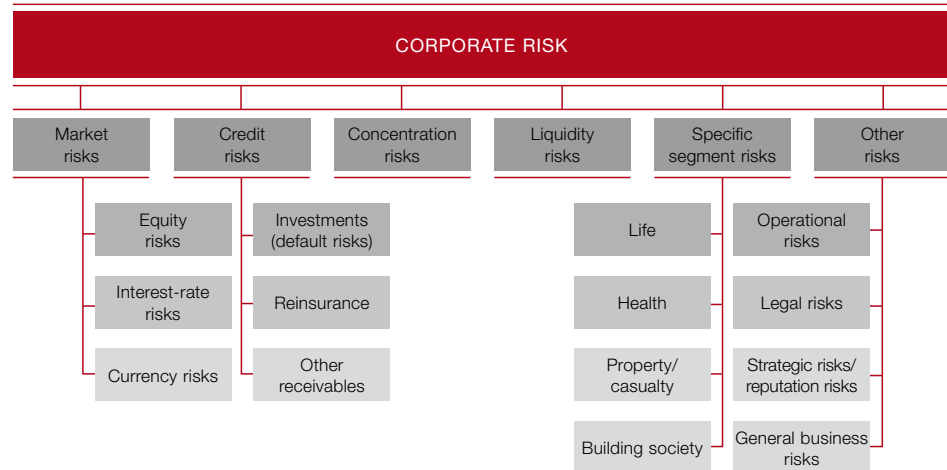 CORPORATE RISK
Market
risks
Credit
risks
Concentration
risks
Liquidity
risks
Specific
segment risks
Other
risks
Equity
risks
Interest-rate
risks
Currency risks
Investments
(default risks)
Reinsurance
Other
receivables
Life
Health
Property/
casualty
Building society
Operational
risks
Legal risks
Strategic risks/
reputation risks
General business
risks